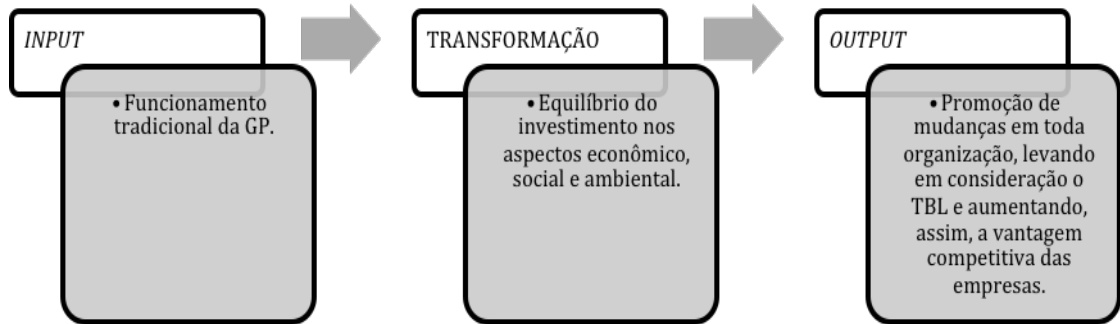 INPUT
• Funcionamento
tradicional da GP.
TRANSFORMAÇÃO
• Equilíbrio do
investimento nos
aspectos econômico,
social e ambiental.
OUTPUT
• Promoção de
mudanças em toda
organização, levando
em consideração o
TBL e aumentando,
assim, a vantagem
competitiva das
empresas.